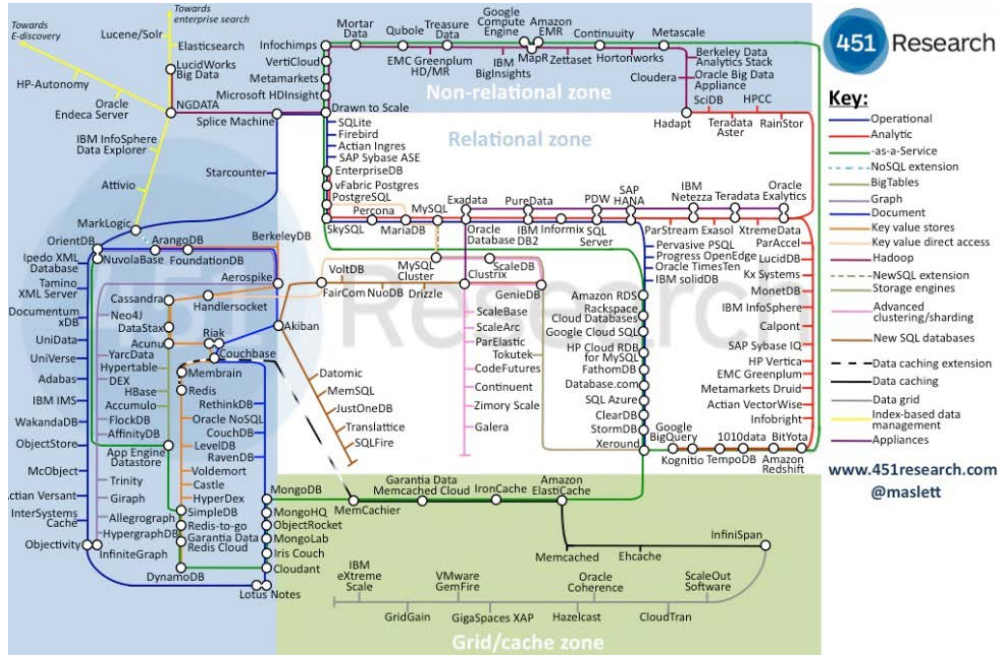 Towards
E-discovery
Towards
enterprise search
Lucene/Solr
Elasticsearch
LucidWorks
Big Data
HP-Autonomy
Oracle
Endeca Server
NGDATA
IBM InfoSphere
Data Explorer
Attivio
MarkLogic
Infochimps
VertiCloud
Metamarkets
Microsoft HDInsight
Drawn to Scale
Splice Machine
Starcounter
Mortar
Data
Qubole
Treasure
Data
Google
Compute
Engine
Amazon
EMR
Continuity
Metascale
EMC Greenplum
HD/MR
IBM
BigInsights
MapR
Zettaset
Hortonworks
Cloudera
Berkeley Data
Analytics Stack
Oracle Big Data
Appliance
Non-relational zone
Hadapt
SciDB
HPCC
Teradata
Aster
RainStor
Relational zone
SQLite
Firebird
Actian Ingres
SAP Sybase ASE
EnterpriseDB
vFabric Postgres
PostgreSQL
Percona
SkySQL
MariaDB
MySQL
Exadata
PureData
PDW
SAP
HANA
IBM
Netezza
Teradata
Oracle
Exalytics
Oracle
Database
IBM
DB2
Informix
SQL
Server
ParStream
Exasol
XtremeData
Pervasive PSQL
Progress OpenEdge
Oracle TimesTen
IBM solidDB
ParAccel
LucidDB
Kx Systems
MonetDB
IBM InfoSphere
Calpont
SAP Sybase IQ
HP Vertica
EMC Greenplum
Metamarkets Druid
Actian VectorWise
Infobright
Amazon RDS
Rackspace
Cloud Databases
Google Cloud SQL
HP Cloud RDB
for MySQL
FathomDB
Database.com
SQL Azure
ClearDB
StormDB
Xeround
Google
BigQuery
Kognitio
1010data
TempoDB
BitYota
Amazon
Redshift
OrientDB
NuvolaBase
ArangoDB
FoundationDB
BerkeleyDB
Aerospike
Ipedo XML
Database
Tamino
XML Server
Documentum
xDB
UniData
UniVerse
Adabas
IBM IMS
WakandaDB
ObjectStore
McObject
Actian Versant
InterSystems
Cache
Objectivity
InfiniteGraph
Cassandra
Neo4J
DataStax
Acunu
Handlersocket
Riak
Couchbase
Akiban
YarcData
Hypertable
DEX
HBase
Accumulo
FlockDB
AffinityDB
App Engine
Datastore
Trinity
Giraph
Allegrograph
HypergraphDB
Membrain
Redis
RethinkDB
Oracle NoSQL
CouchDB
LevelDB
RavenDB
Voldemort
Castle
HyperDex
SimpleDB
Redis-to-go
Garantia Data
Redis Cloud
DynamoDB
MongoDB
MongoHQ
ObjectRocket
MongoLab
Iris Couch
Cloudant
Lotus Notes
VoltDB
FairCom
NuoDB
Drizzle
MySQL
Cluster
Clustrix
ScaleDB
GenieDB
ScaleBase
ScaleArc
ParElastic
Tokutek
CodeFutures
Continuent
Zimory Scale
Galera
Datomic
MemSQL
JustOneDB
Translattice
SQLFire
451 Research
MemCachier
Garantia Data
Memcached Cloud
IronCache
Amazon
ElastiCache
Memcached
Ehcache
InfiniSpan
IBM
eXtreme
Scale
VMware
GemFire
Oracle
Coherence
ScaleOut
Software
GridGain
GigaSpaces XAP
Hazelcast
CloudTran
Grid/cache zone
451 Research
Key:
Operational
Analytic
-as-a-Service
NoSQL extension
BigTables
Graph
Document
Key value stores
Key value direct access
Hadoop
NewSQL extension
Storage engines
Advanced
clustering/sharding
New SQL databases
Data caching extension
Data caching
Data grid
Index-based data
management
Appliances
www.451research.com
@maslett